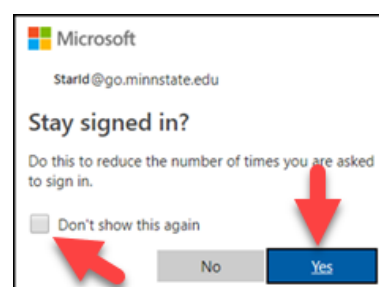 Microsoft
StarId@go.minnstate.edu
Stay signed in?
Do this to reduce the number of times you are asked
to sign in.
Don't show this again
No
Yes